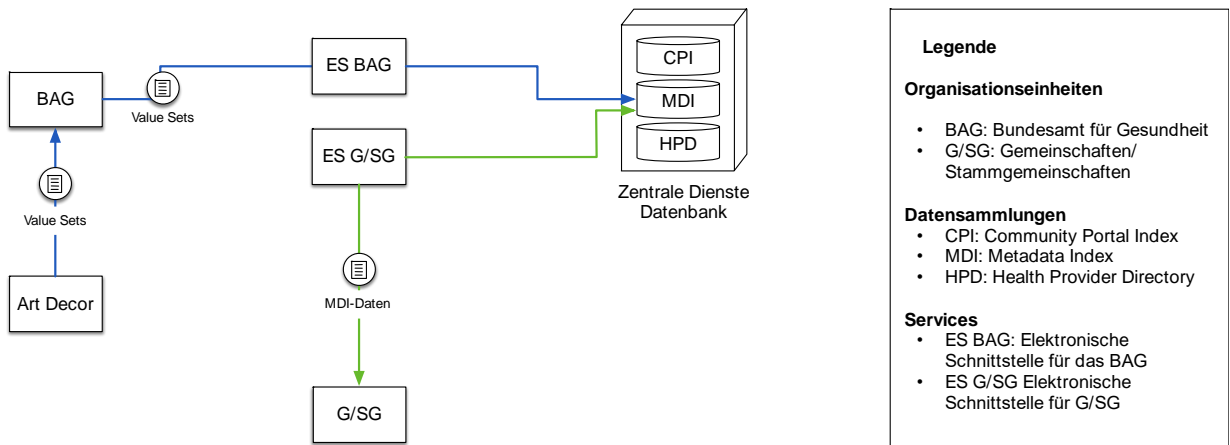 BAG
Value Sets
ES BAG
CPI
MDI
HPD
Zentrale Dienste
Datenbank
ES G/SG
Value Sets
Art Decor
MDI-Daten
G/SG
Legende
Organisationseinheiten
• BAG: Bundesamt für Gesundheit
• G/SG: Gemeinschaften/
Stammgemeinschaften
Datensammlungen
• CPI: Community Portal Index
• MDI: Metadata Index
• HPD: Health Provider Directory
Services
• ES BAG: Elektronische
Schnittstelle für das BAG
• ES G/SG Elektronische
Schnittstelle für G/SG